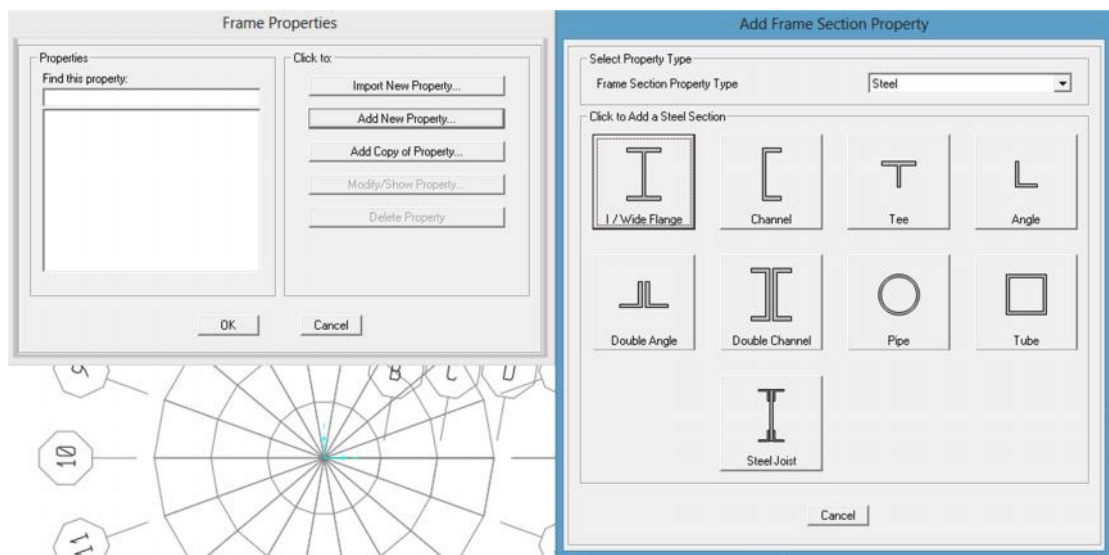 Frame Properties
Properties
Find this property:
Click to:
Import New Property...
Add New Property...
Add Copy of Property...
Modify/Show Property...
Delete Property
OK
Cancel
9
B
C
D
10
11
Add Frame Section Property
Select Property Type
Frame Section Property Type
Steel
Click to Add a Steel Section
I / Wide Flange
Channel
Tee
Angle
Double Angle
Double Channel
Pipe
Tube
Steel Joist
Cancel